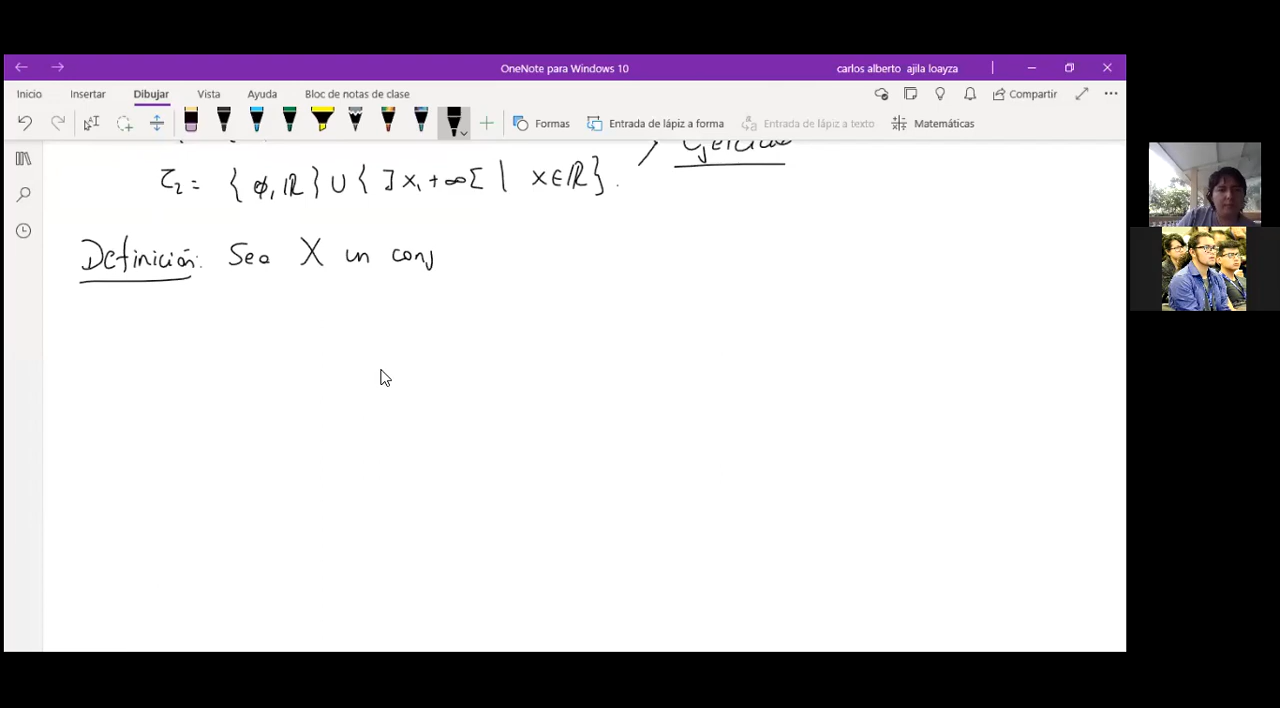 OneNote para Windows 10
carlos alberto ajila loayza
Inicio Insertar Dibujar Vista Ayuda Bloc de notas de clase
Compartir
Formas Entrada de lápiz a forma Entrada de lápiz a texto Matemáticas
τ₂ = {ϕ, ℝ} ∪ { ]x, +∞[ | x∈ℝ}.
Definición: Sea X un conj